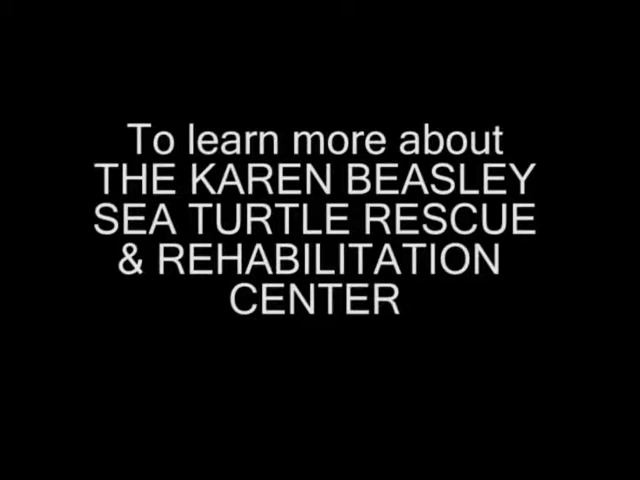 To learn more about
THE KAREN BEASLEY
SEA TURTLE RESCUE
& REHABILITATION
CENTER